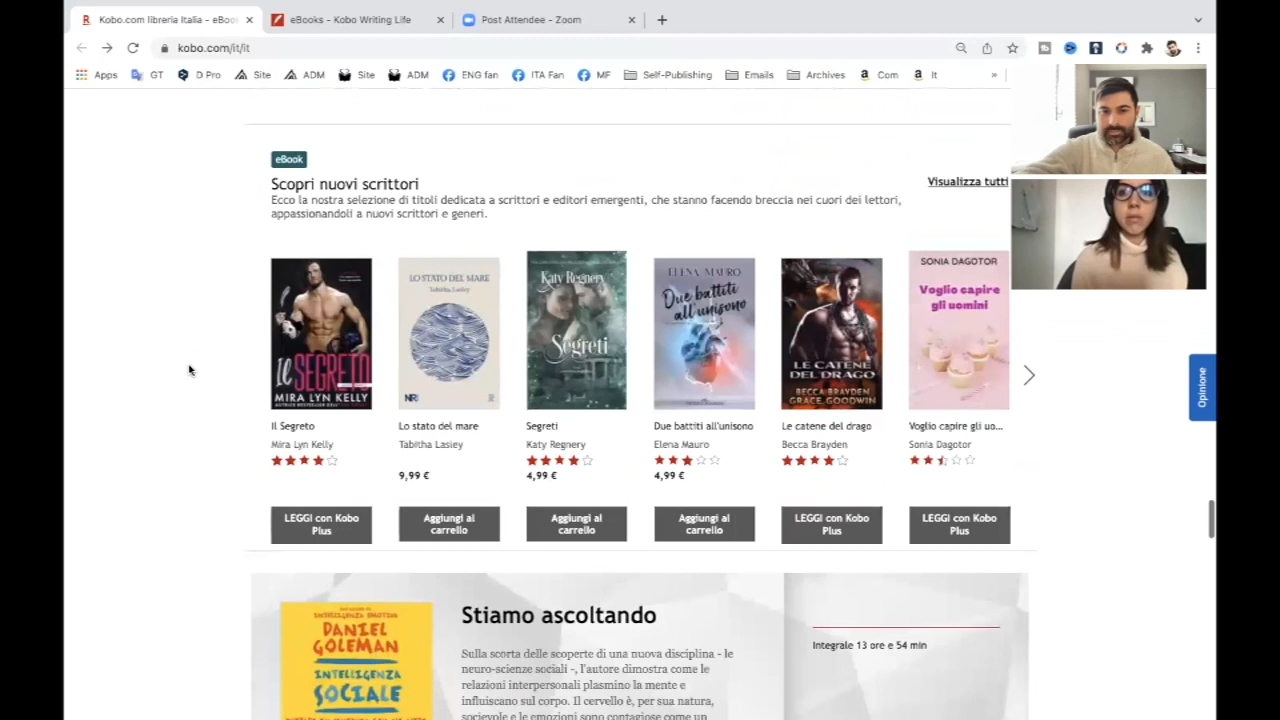 Kobo.com libreria Italia - eBoo
eBooks - Kobo Writing Life
Post Attendee - Zoom
kobo.com/it/it
Apps
GT
D Pro
Site
ADM
Site
ADM
ENG fan
ITA Fan
MF
Self-Publishing
Emails
Archives
Com
It
»
eBook
Scopri nuovi scrittori
Visualizza tutti
Ecco la nostra selezione di titoli dedicata a scrittori e editori emergenti, che stanno facendo breccia nei cuori dei lettori,
appassionandoli a nuovi scrittori e generi.
Il
SEGRETO
MIRA LYN KELLY
LO STATO DEL MARE
Tabitha Lasley
Katy Regnery
Segreti
ELENA MAURO
Due battiti
all'unisono
LE CATENE
DEL DRAGO
BECCA BRAYDEN
GRACE GOODWIN
SONIA DAGOTOR
Voglio capire
gli uomini
Opinione
Il Segreto
Mira Lyn Kelly
LEGGI con Kobo
Plus
Lo stato del mare
Tabitha Lasley
9,99 €
Aggiungi al
carrello
Segreti
Katy Regnery
4,99 €
Aggiungi al
carrello
Due battiti all'unisono
Elena Mauro
4,99 €
Aggiungi al
carrello
Le catene del drago
Becca Brayden
LEGGI con Kobo
Plus
Voglio capire gli uo...
Sonia Dagotor
LEGGI con Kobo
Plus
DANIEL
GOLEMAN
INTELLIGENZA
SOCIALE
Stiamo ascoltando
Sulla scorta delle scoperte di una nuova disciplina - le
neuro-scienze sociali -, l'autore dimostra come le
relazioni interpersonali plasmino la mente e
influiscano sul corpo. Il cervello è, per sua natura,
socievole e le emozioni sono contagiose come un
Integrale 13 ore e 54 min